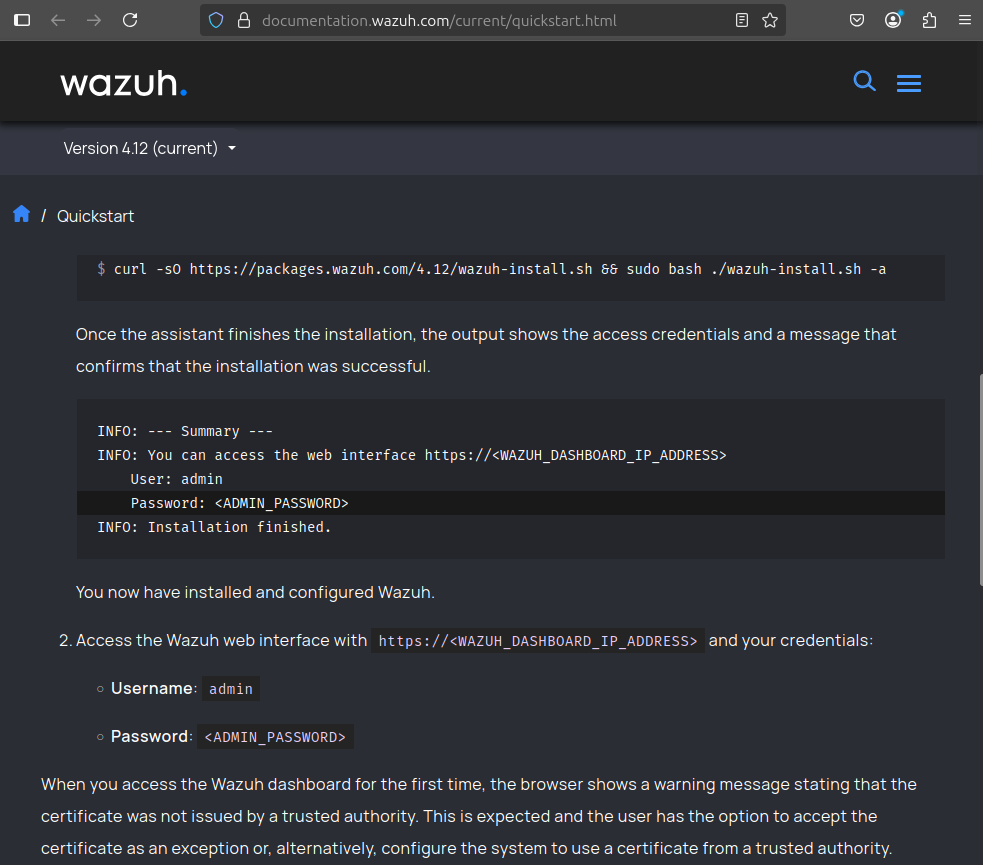 documentation.wazuh.com/current/quickstart.html
wazuh.
Version 4.12 (current)
/ Quickstart
$ curl -sO https://packages.wazuh.com/4.12/wazuh-install.sh && sudo bash ./wazuh-install.sh -a
Once the assistant finishes the installation, the output shows the access credentials and a message that
confirms that the installation was successful.
INFO: --- Summary ---
INFO: You can access the web interface https://<WAZUH_DASHBOARD_IP_ADDRESS>
User: admin
Password: <ADMIN_PASSWORD>
INFO: Installation finished.
You now have installed and configured Wazuh.
2. Access the Wazuh web interface with https://<WAZUH_DASHBOARD_IP_ADDRESS> and your credentials:
○ Username: admin
○ Password: <ADMIN_PASSWORD>
When you access the Wazuh dashboard for the first time, the browser shows a warning message stating that the
certificate was not issued by a trusted authority. This is expected and the user has the option to accept the
certificate as an exception or, alternatively, configure the system to use a certificate from a trusted authority.